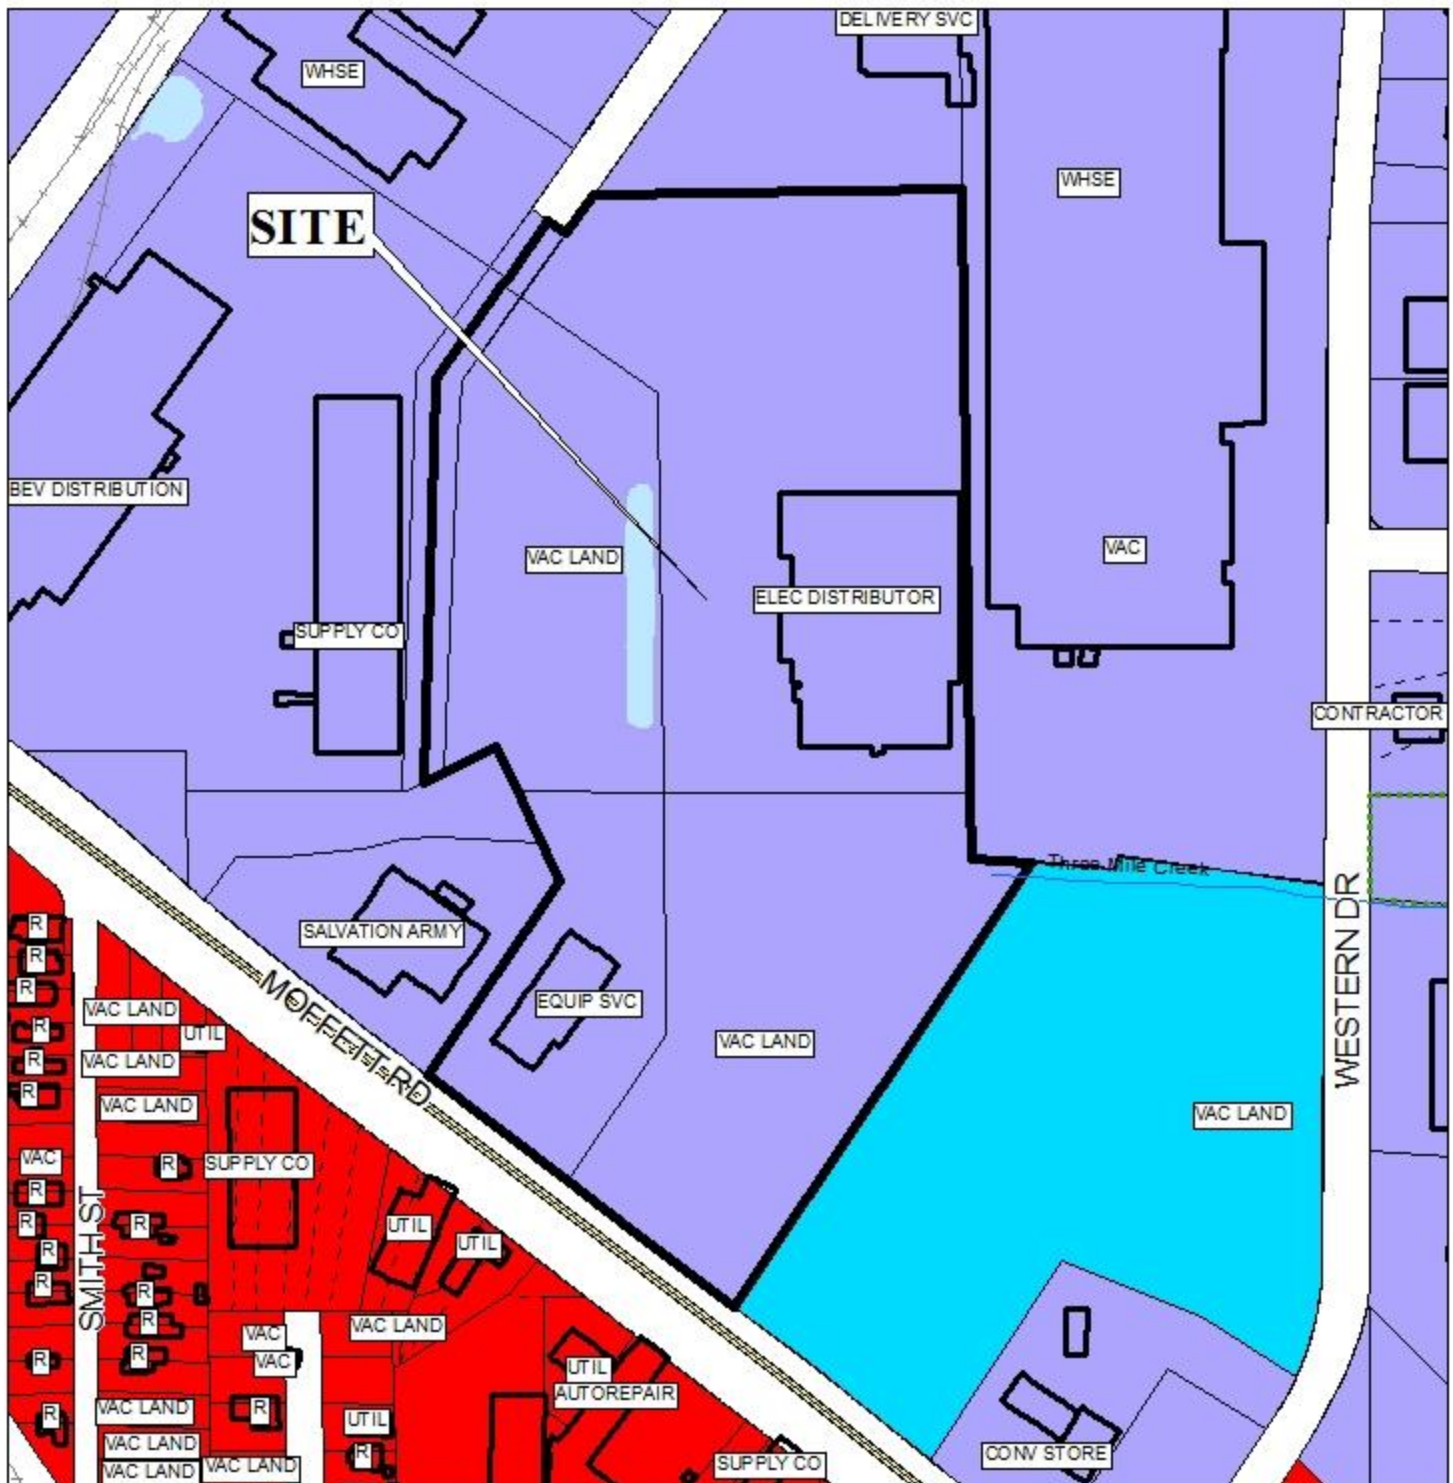 DELIVERY SVC
WHSE
WHSE
SITE
BEV DISTRIBUTION
VAC LAND
VAC
ELEC DISTRIBUTOR
SUPPLY CO
CONTRACTOR
Three Mile Creek
SALVATION ARMY
WESTERN DR
R
R
R
MOFFETT RD
EQUIP SVC
VAC LAND
UTIL
R
VAC LAND
R
VAC LAND
R
VAC LAND
VAC LAND
VAC
R
SUPPLY CO
R
SMITH ST
R
R
UTIL
R
UTIL
R
R
R
VAC
VAC LAND
R
R
VAC
UTIL
AUTOREPAIR
R
VAC LAND
R
UTIL
VAC LAND
R
CONV STORE
VAC LAND
VAC LAND
SUPPLY CO